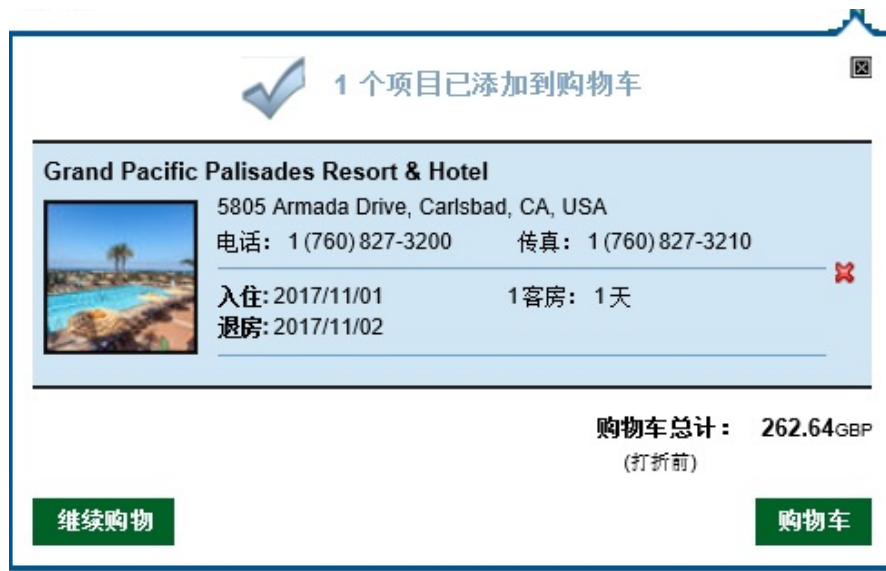 1 个项目已添加到购物车
Grand Pacific Palisades Resort & Hotel
5805 Armada Drive, Carlsbad, CA, USA
电话: 1 (760) 827-3200 传真: 1 (760) 827-3210
入住: 2017/11/01 1客房: 1天
退房: 2017/11/02
购物车总计: 262.64GBP
(打折前)
继续购物 购物车